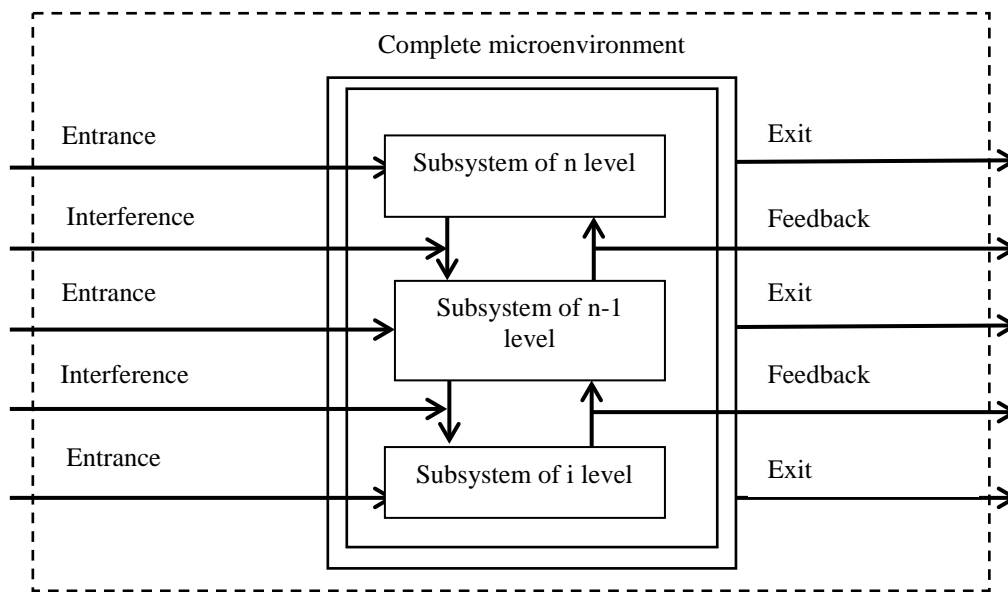 Complete microenvironment
Entrance
Exit
Subsystem of n level
Interference
Feedback
Entrance
Exit
Subsystem of n-1
level
Interference
Feedback
Entrance
Exit
Subsystem of i level